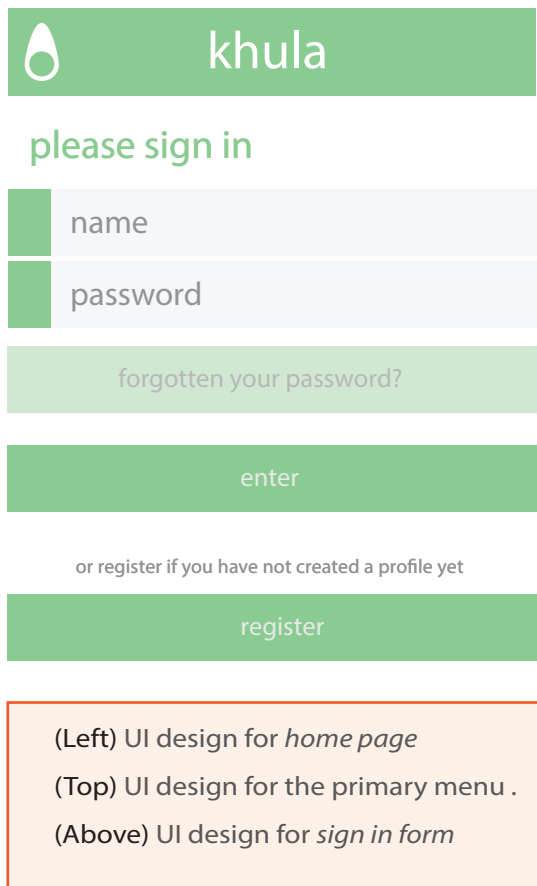 khula
please sign in
name
password
forgotten your password?
enter
or register if you have not created a profile yet
register
(Left) UI design for home page
(Top) UI design for the primary menu .
(Above) UI design for sign in form